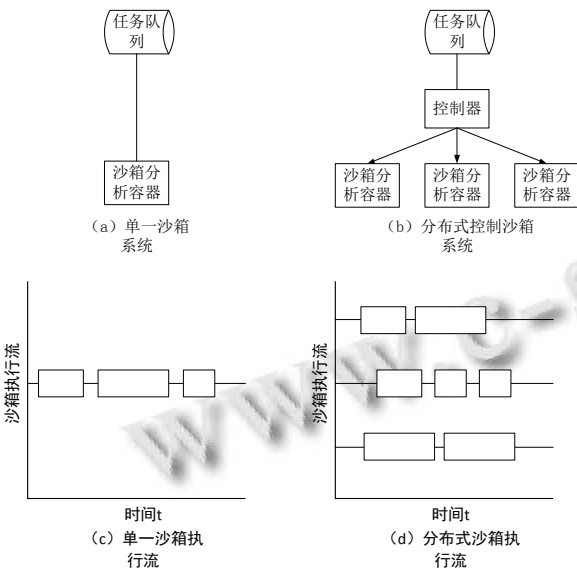 任务队
列
沙箱分
析容器
（a）单一沙箱
系统
任务队
列
控制器
沙箱分
析容器
沙箱分
析容器
沙箱分
析容器
（b）分布式控制沙箱
系统
沙箱执行流
时间t
（c）单一沙箱执
行流
沙箱执行流
时间t
（d）分布式沙箱执
行流
www.c-s